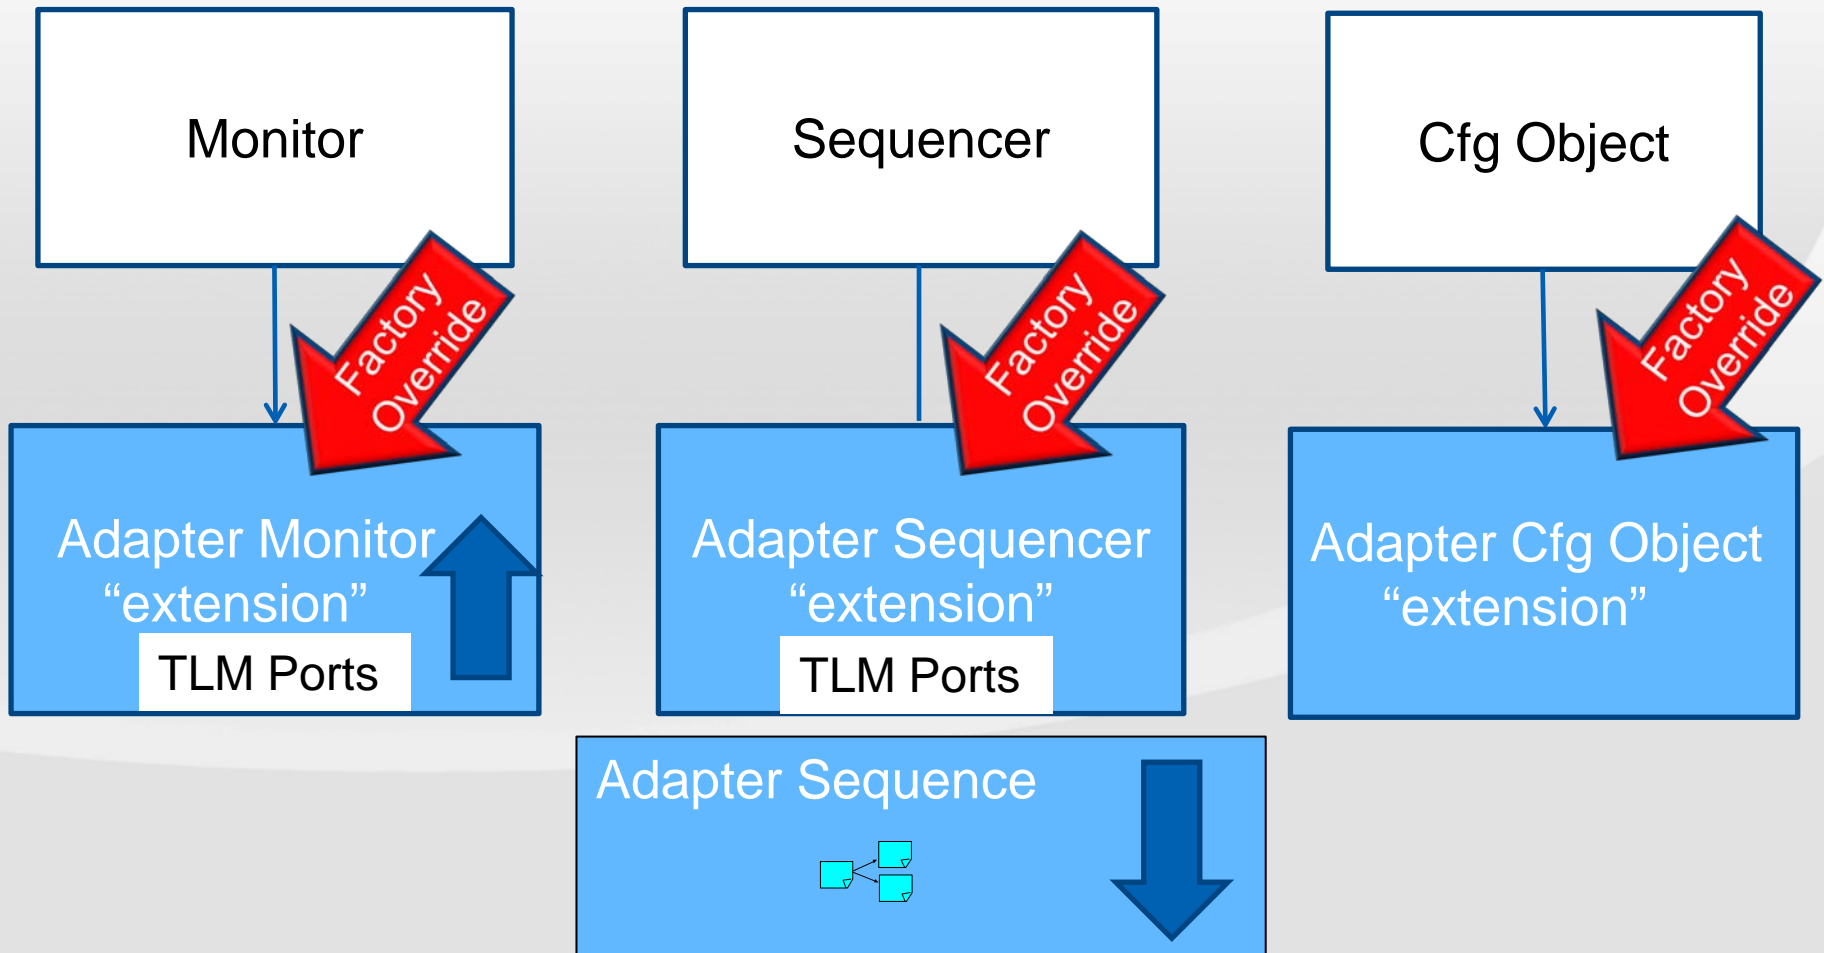 Monitor
Sequencer
Cfg Object
Factory
Override
Factory
Override
Factory
Override
Adapter Monitor
“extension”
TLM Ports
Adapter Sequencer
“extension”
TLM Ports
Adapter Cfg Object
“extension”
Adapter Sequence